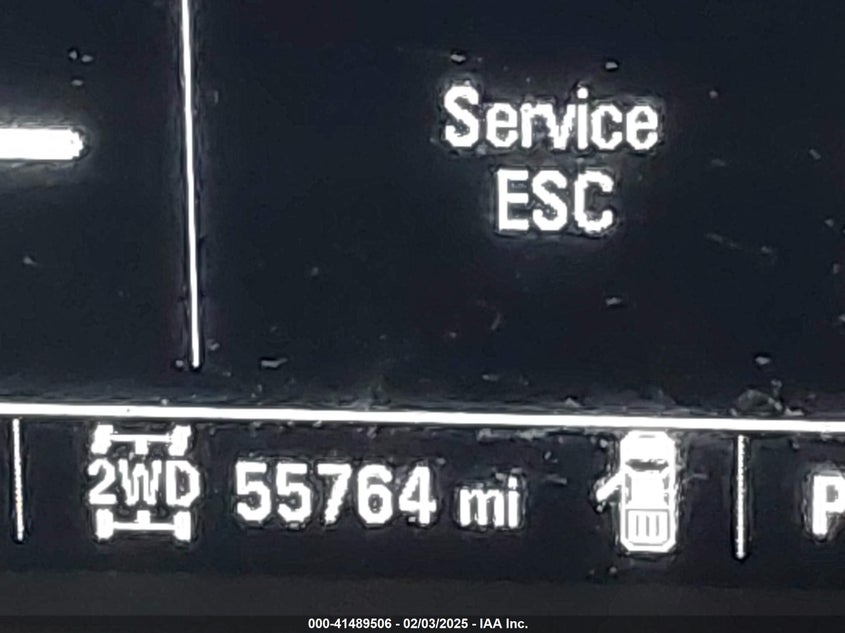 Service
ESC
2WD 55764 mi P
000-41489506 - 02/03/2025 - IAA Inc.